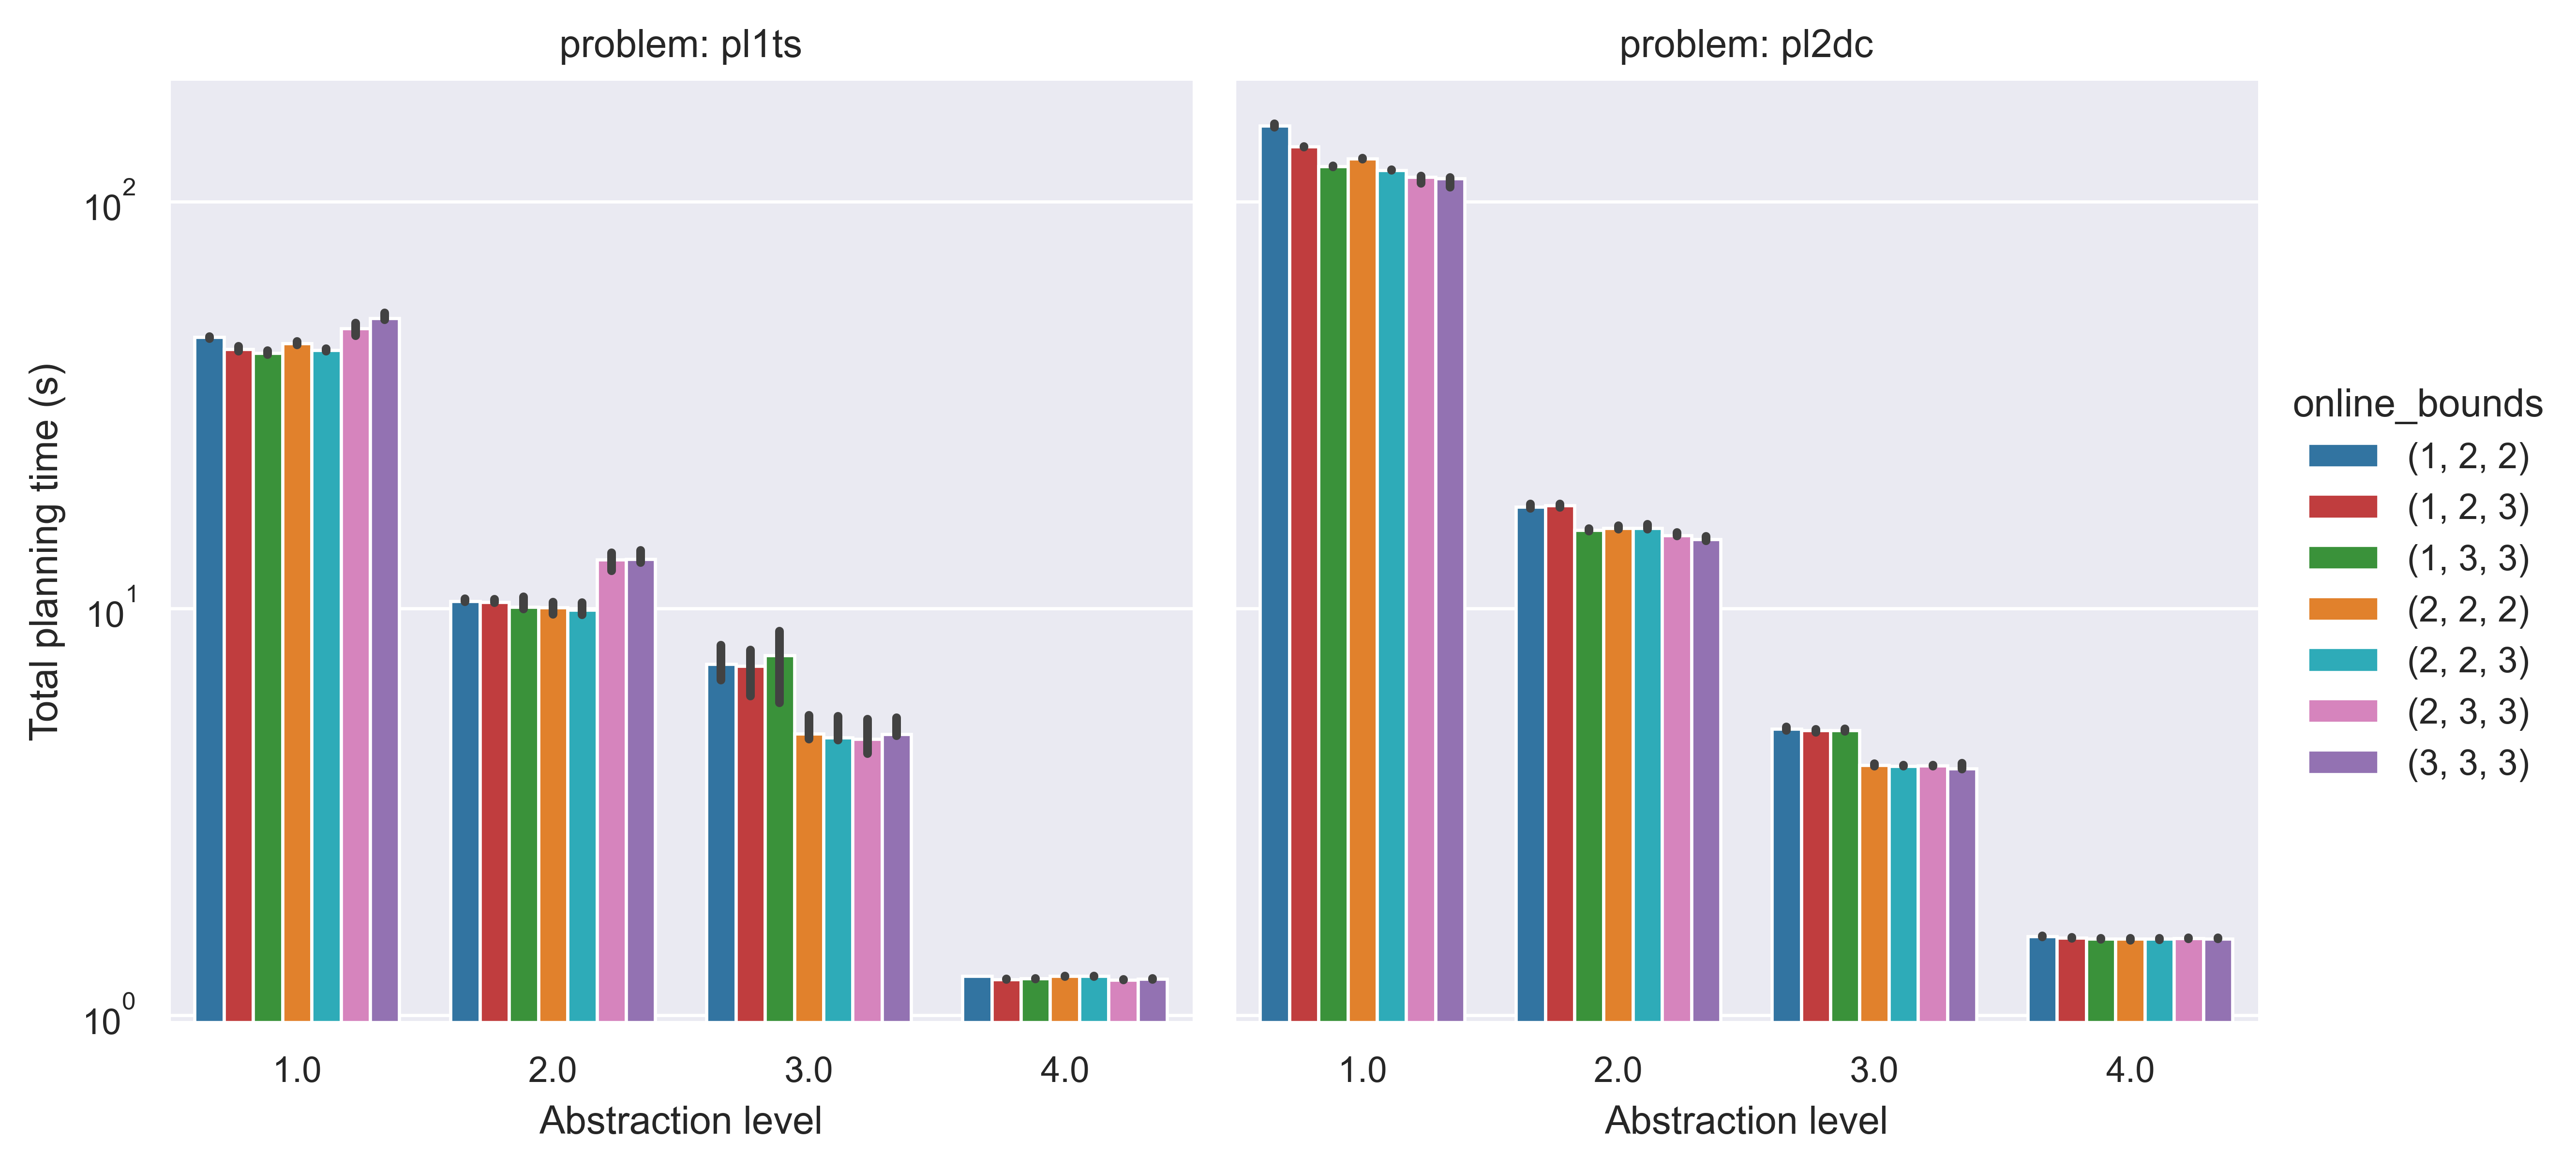 problem: pl1ts
problem: pl2dc
Total planning time (s)
10^2
10^1
10^0
1.0 2.0 3.0 4.0
1.0 2.0 3.0 4.0
Abstraction level
Abstraction level
online_bounds
(1, 2, 2)
(1, 2, 3)
(1, 3, 3)
(2, 2, 2)
(2, 2, 3)
(2, 3, 3)
(3, 3, 3)